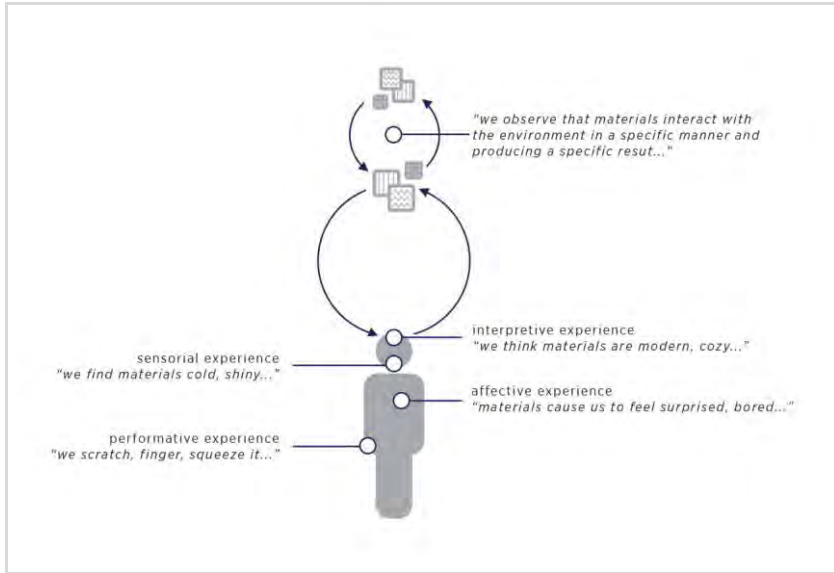 "we observe that materials interact with
the environment in a specific manner and
producing a specific resut..."
interpretive experience
"we think materials are modern, cozy..."
sensorial experience
"we find materials cold, shiny..."
affective experience
"materials cause us to feel surprised, bored..."
performative experience
"we scratch, finger, squeeze it..."